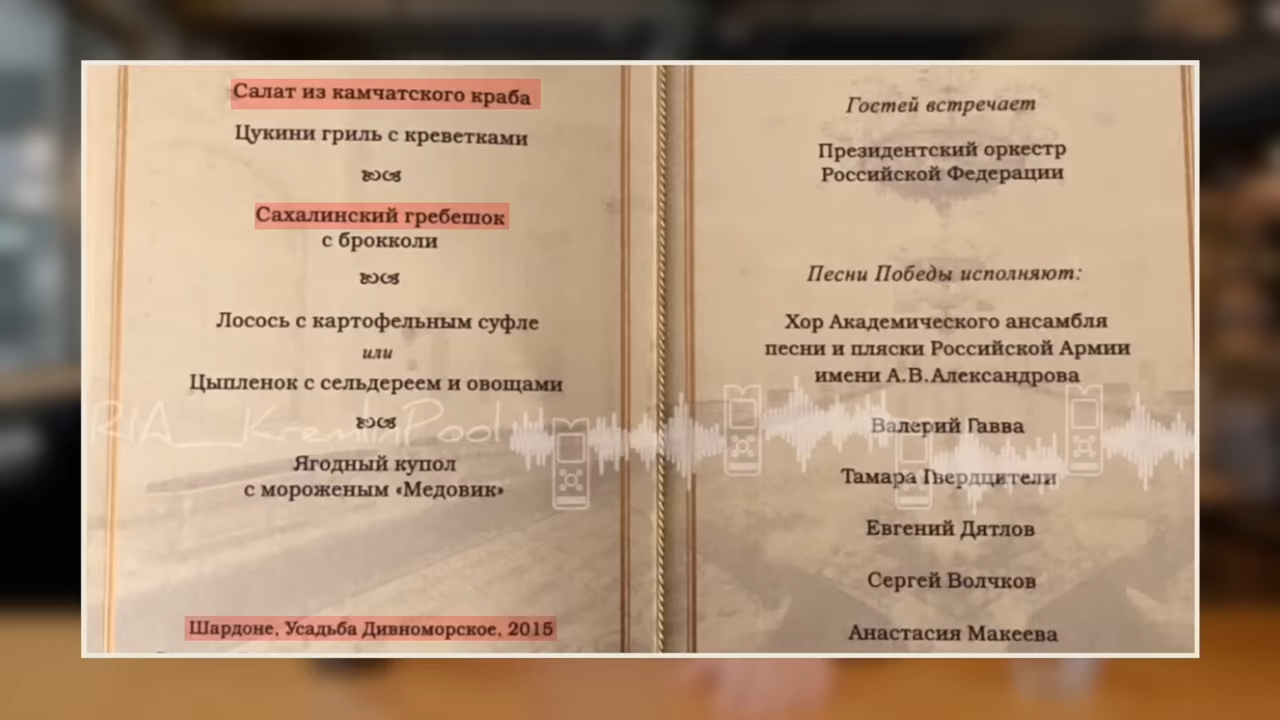 Салат из камчатского краба
Цукини гриль с креветками
Сахалинский гребешок
с брокколи
Лосось с картофельным суфле
или
Цыпленок с сельдереем и овощами
Ягодный купол
с мороженым «Медовик»
Шардоне, Усадьба Дивноморское, 2015
Гостей встречает
Президентский оркестр
Российской Федерации
Песни Победы исполняют:
Хор Академического ансамбля
песни и пляски Российской Армии
имени А.В.Александрова
Валерий Гавва
Тамара Гвердцители
Евгений Дятлов
Сергей Волчков
Анастасия Макеева
RIA_KremlinPool